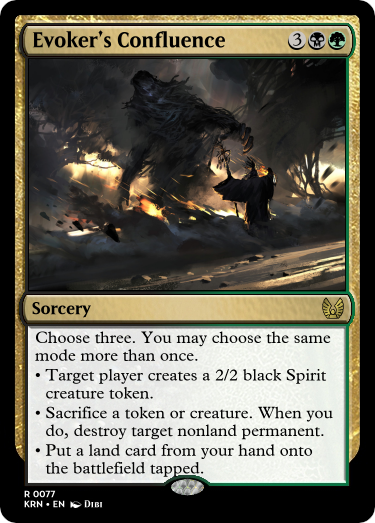 Evoker's Confluence 3
Sorcery
Choose three. You may choose the same
mode more than once.
• Target player creates a 2/2 black Spirit
creature token.
• Sacrifice a token or creature. When you
do, destroy target nonland permanent.
• Put a land card from your hand onto
the battlefield tapped.
R 0077
KRN • EN DIBI